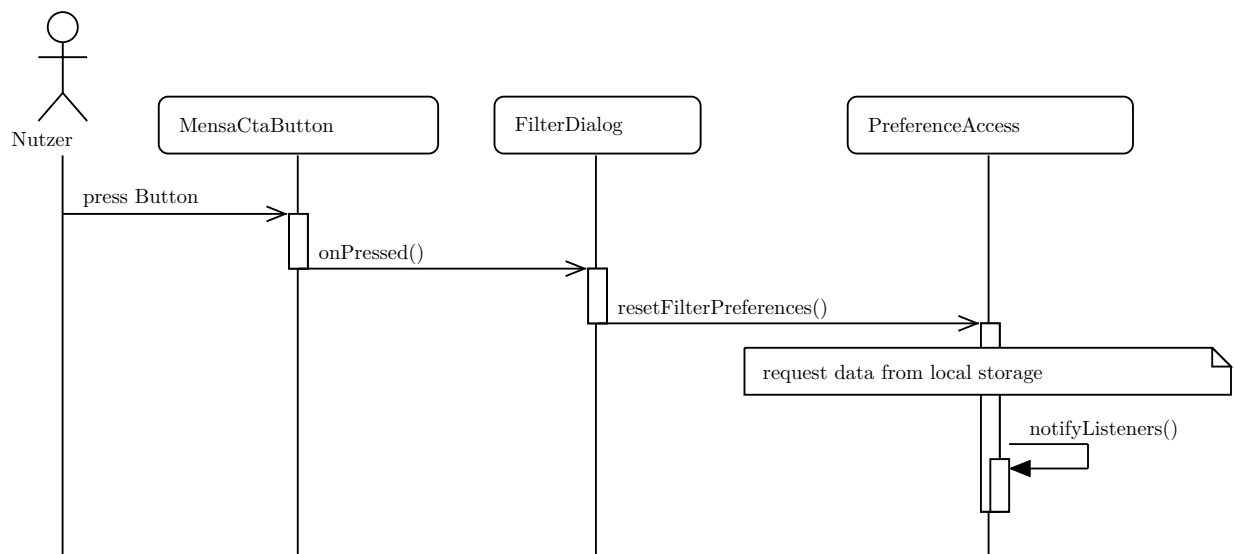 Nutzer
MensaCtaButton
FilterDialog
PreferenceAccess
press Button
onPressed()
resetFilterPreferences()
request data from local storage
notifyListeners()